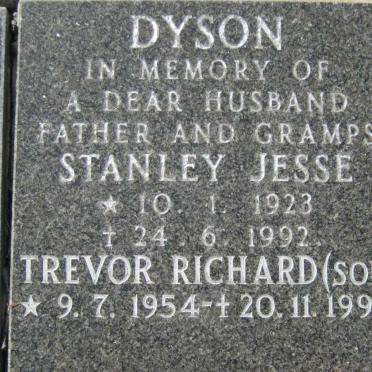 DYSON
IN MEMORY OF
A DEAR HUSBAND
FATHER AND GRAMPS
STANLEY JESSE
★ 10. 1. 1923
† 24. 6. 1992.
TREVOR RICHARD (SO
★ 9. 7. 1954 - † 20. 11. 199